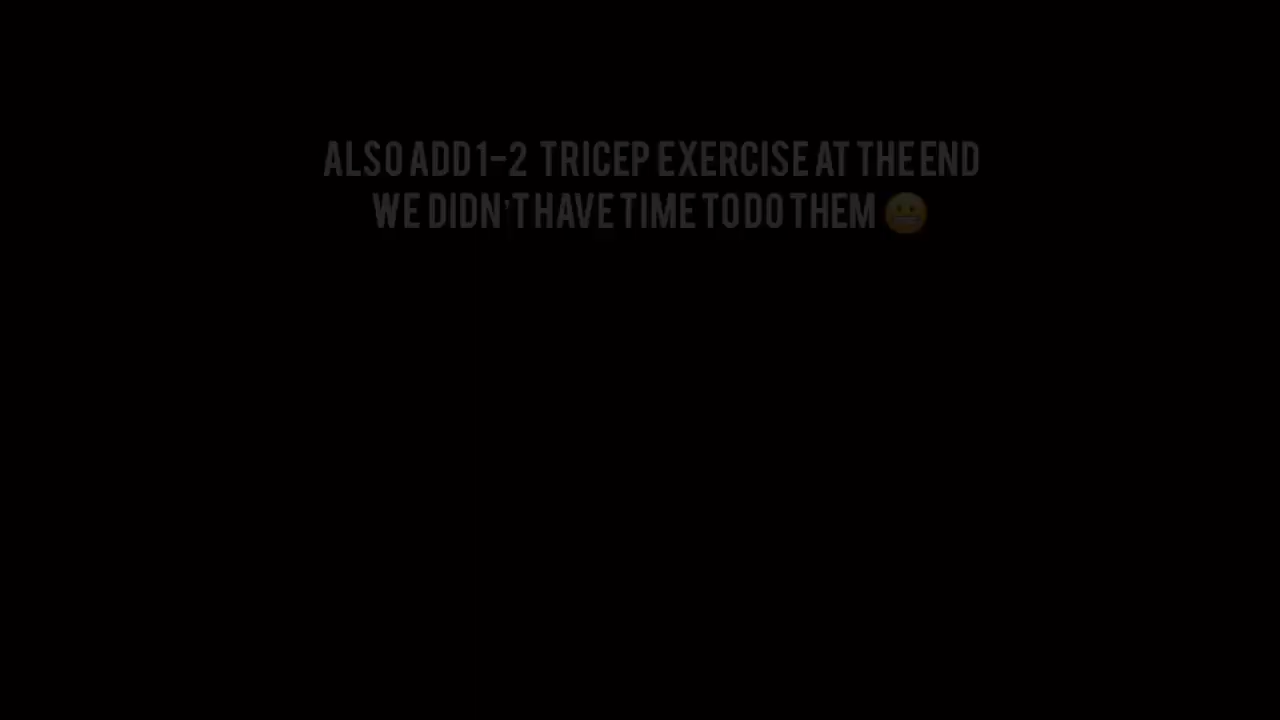 ALSO ADD 1-2 TRICEP EXERCISE AT THE END
WE DIDN'T HAVE TIME TO DO THEM 😬